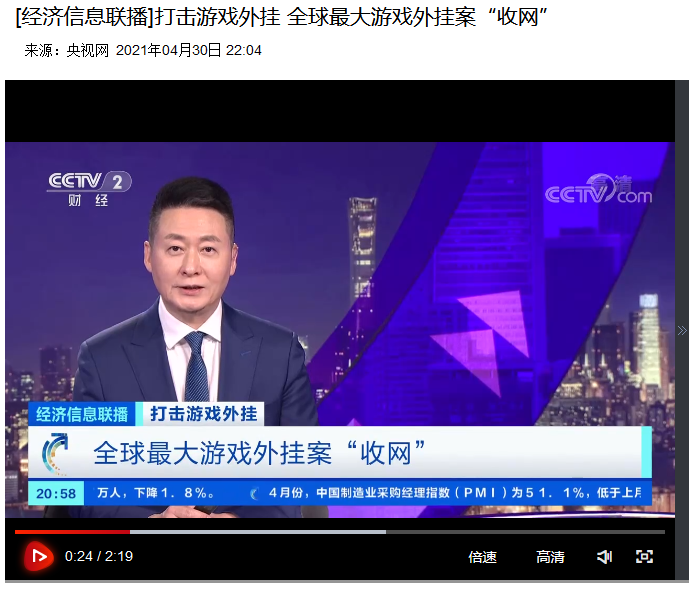 [经济信息联播]打击游戏外挂 全球最大游戏外挂案“收网”
来源：央视网 2021年04月30日 22:04
CCTV 2
财 经
CCTV.com
高清
经济信息联播 打击游戏外挂
全球最大游戏外挂案“收网”
20:58 万人，下降1．8%。 4月份，中国制造业采购经理指数（PMI）为51．1%，低于上月
0:24 / 2:19 倍速 高清